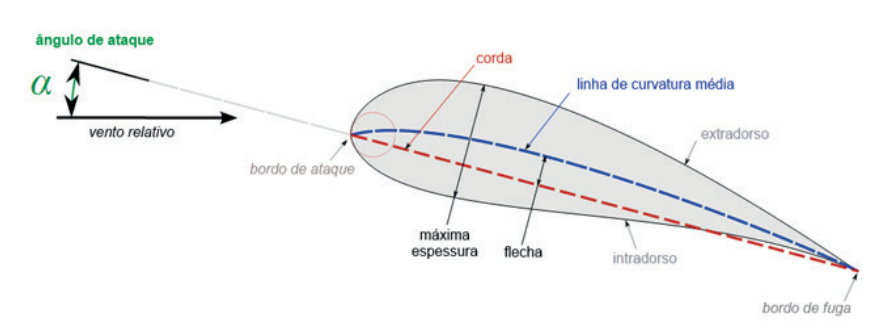 ângulo de ataque
α
vento relativo
corda
linha de curvatura média
extradorso
bordo de ataque
máxima
espessura
flecha
intradorso
bordo de fuga